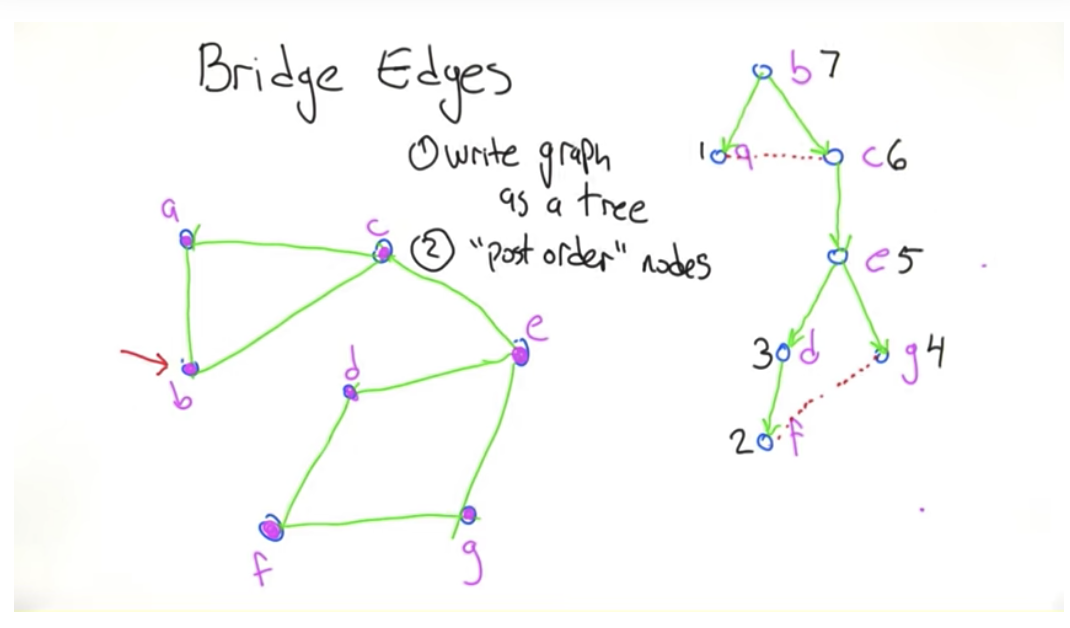 Bridge Edges
① write graph
as a tree
② "post order" nodes
a
c
b
d
e
f
g
b 7
1 a
c 6
e 5
3 d
g 4
2 f